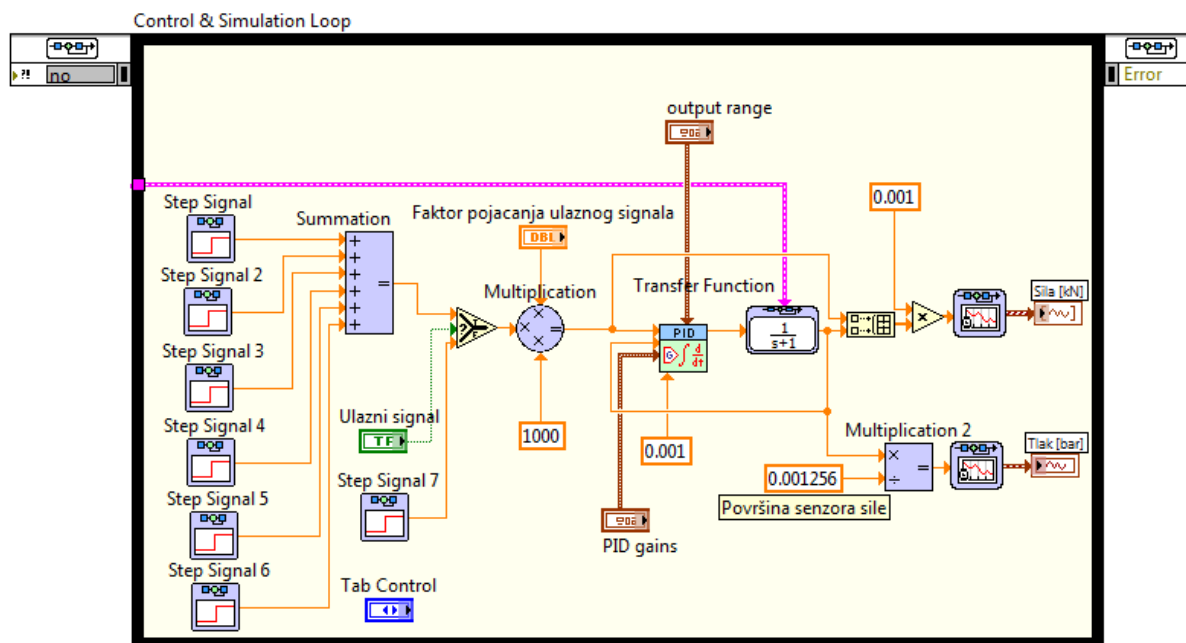 Control & Simulation Loop
?! no
Error
output range
0.001
Step Signal
Summation
Faktor pojacanja ulaznog signala
DBL
Step Signal 2
Multiplication
Transfer Function
Sila [kN]
+
+
+
+
+
+
=
?
F
×
×
×
=
PID
G ∫ d/dt
1
s+1
×
Step Signal 3
Ulazni signal
TF
1000
0.001
Multiplication 2
Tlak [bar]
×
÷
=
Step Signal 4
Step Signal 7
0.001256
Površina senzora sile
Step Signal 5
PID gains
Step Signal 6
Tab Control